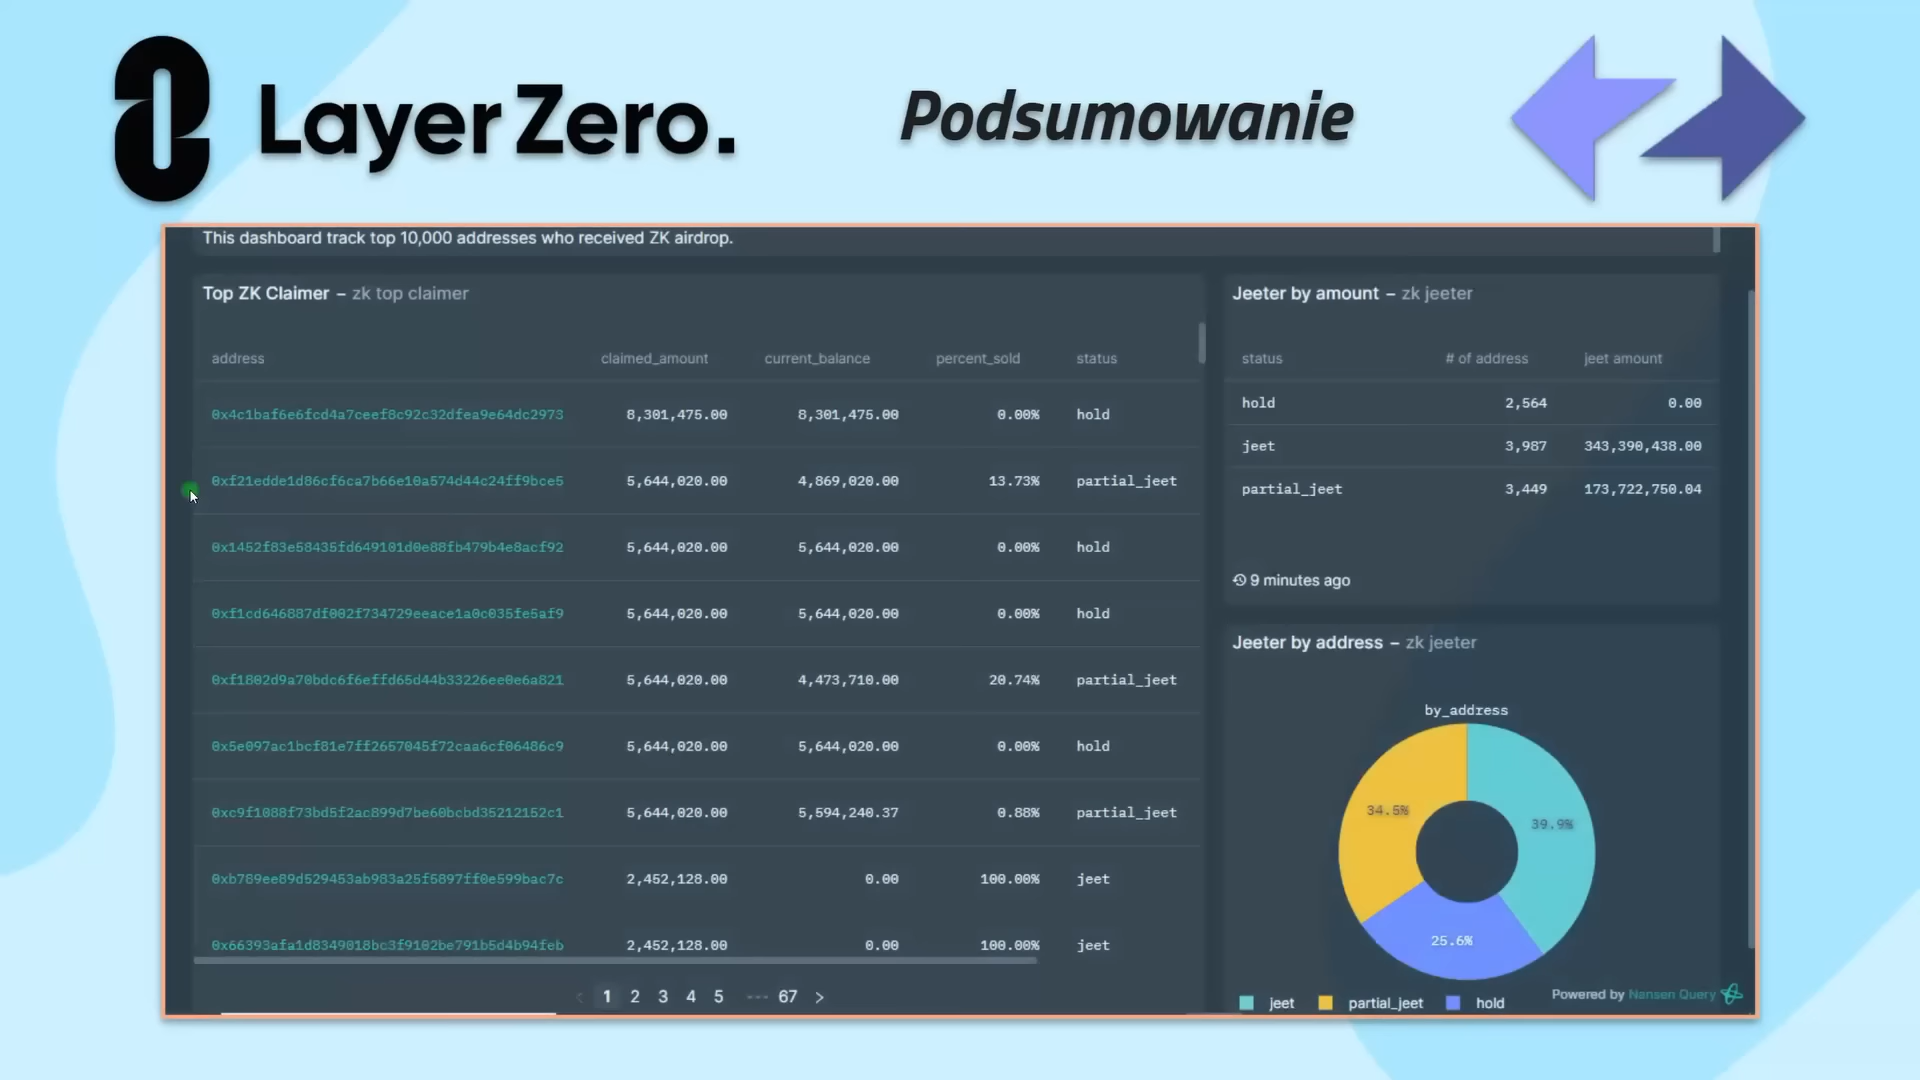 LayerZero.
Podsumowanie
This dashboard track top 10,000 addresses who received ZK airdrop.
Top ZK Claimer – zk top claimer
address claimed_amount current_balance percent_sold status
0x4c1baf6e6fcd4a7ceef8c92c32dfea9e64dc2973 8,301,475.00 8,301,475.00 0.00% hold
0xf21edde1d86cf6ca7b66e10a574d44c24ff9bce5 5,644,020.00 4,869,020.00 13.73% partial_jeet
0x1452f83e58435fd649101d0e88fb479b4e8acf92 5,644,020.00 5,644,020.00 0.00% hold
0xf1cd646887df002f734729eeace1a0c035fe5af9 5,644,020.00 5,644,020.00 0.00% hold
0xf1802d9a70bdc6f6effd65d44b33226ee0e6a821 5,644,020.00 4,473,710.00 20.74% partial_jeet
0x5e097ac1bcf81e7ff2657045f72caa6cf06486c9 5,644,020.00 5,644,020.00 0.00% hold
0xc9f1088f73bd5f2ac899d7be60bcbd35212152c1 5,644,020.00 5,594,240.37 0.88% partial_jeet
0xb789ee89d529453ab983a25f5897ff0e599bac7c 2,452,128.00 0.00 100.00% jeet
0x66393afa1d8349018bc3f9102be791b5d4b94feb 2,452,128.00 0.00 100.00% jeet
1 2 3 4 5 --- 67
Jeeter by amount – zk jeeter
status # of address jeet amount
hold 2,564 0.00
jeet 3,987 343,390,438.00
partial_jeet 3,449 173,722,750.04
9 minutes ago
Jeeter by address – zk jeeter
by_address
34.5%
39.9%
25.6%
jeet partial_jeet hold
Powered by Nansen Query